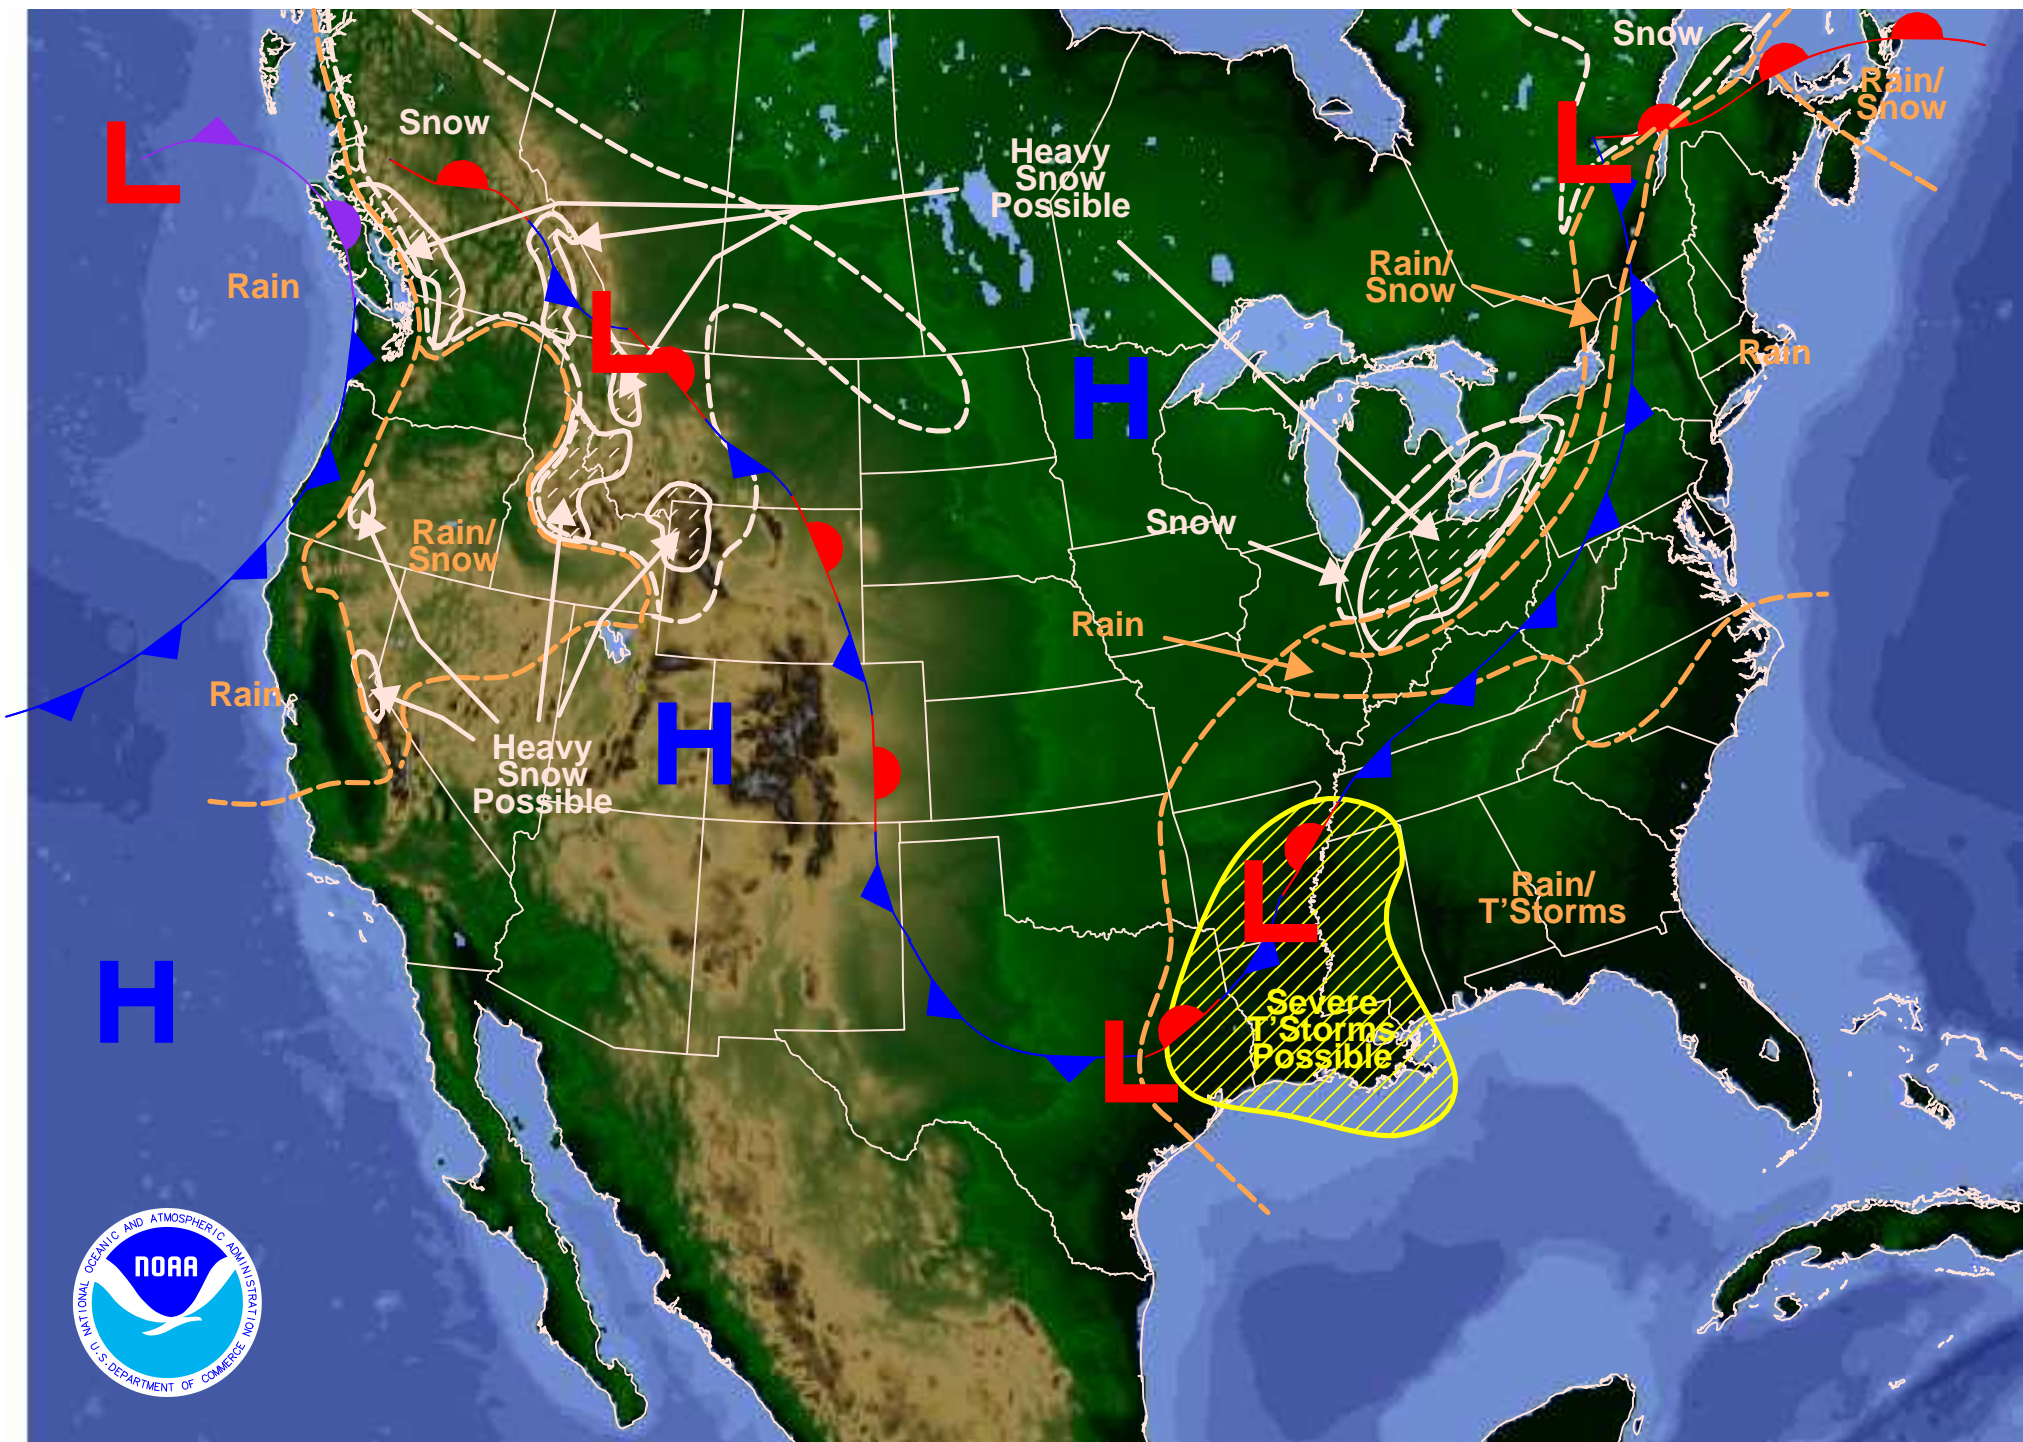 Snow
Rain/
Snow
Snow
L
L
Heavy
Snow
Possible
Rain
Rain/
Snow
L
Rain
H
Snow
Rain/
Snow
Rain
Rain
H
Heavy
Snow
Possible
L
Rain/
T'Storms
H
Severe
T'Storms
Possible
L
NATIONAL OCEANIC AND ATMOSPHERIC ADMINISTRATION
NOAA
U.S. DEPARTMENT OF COMMERCE